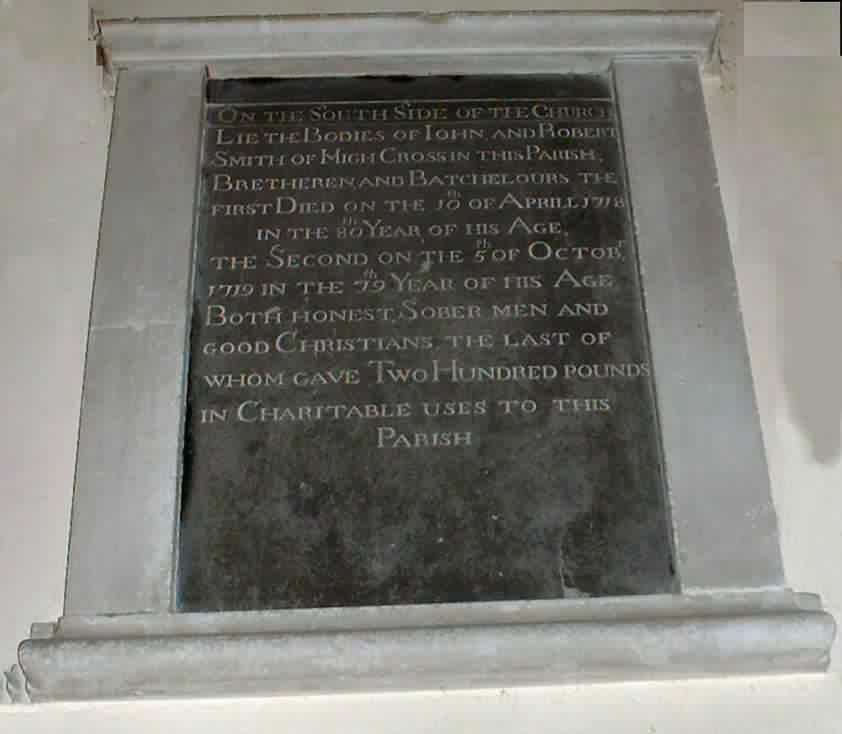 ON THE SOUTH SIDE OF THE CHURCH
LIE THE BODIES OF IOHN, AND ROBERT
SMITH OF HIGH CROSS IN THIS PARISH,
BRETHEREN, AND BATCHELOURS THE
FIRST DIED ON THE 10th OF APRILL 1718
IN THE 80th YEAR OF HIS AGE,
THE SECOND ON THE 5th OF OCTOBr,
1719 IN THE 79th YEAR OF HIS AGE
BOTH HONEST, SOBER MEN AND
GOOD CHRISTIANS, THE LAST OF
WHOM GAVE TWO HUNDRED POUNDS
IN CHARITABLE USES TO THIS
PARISH